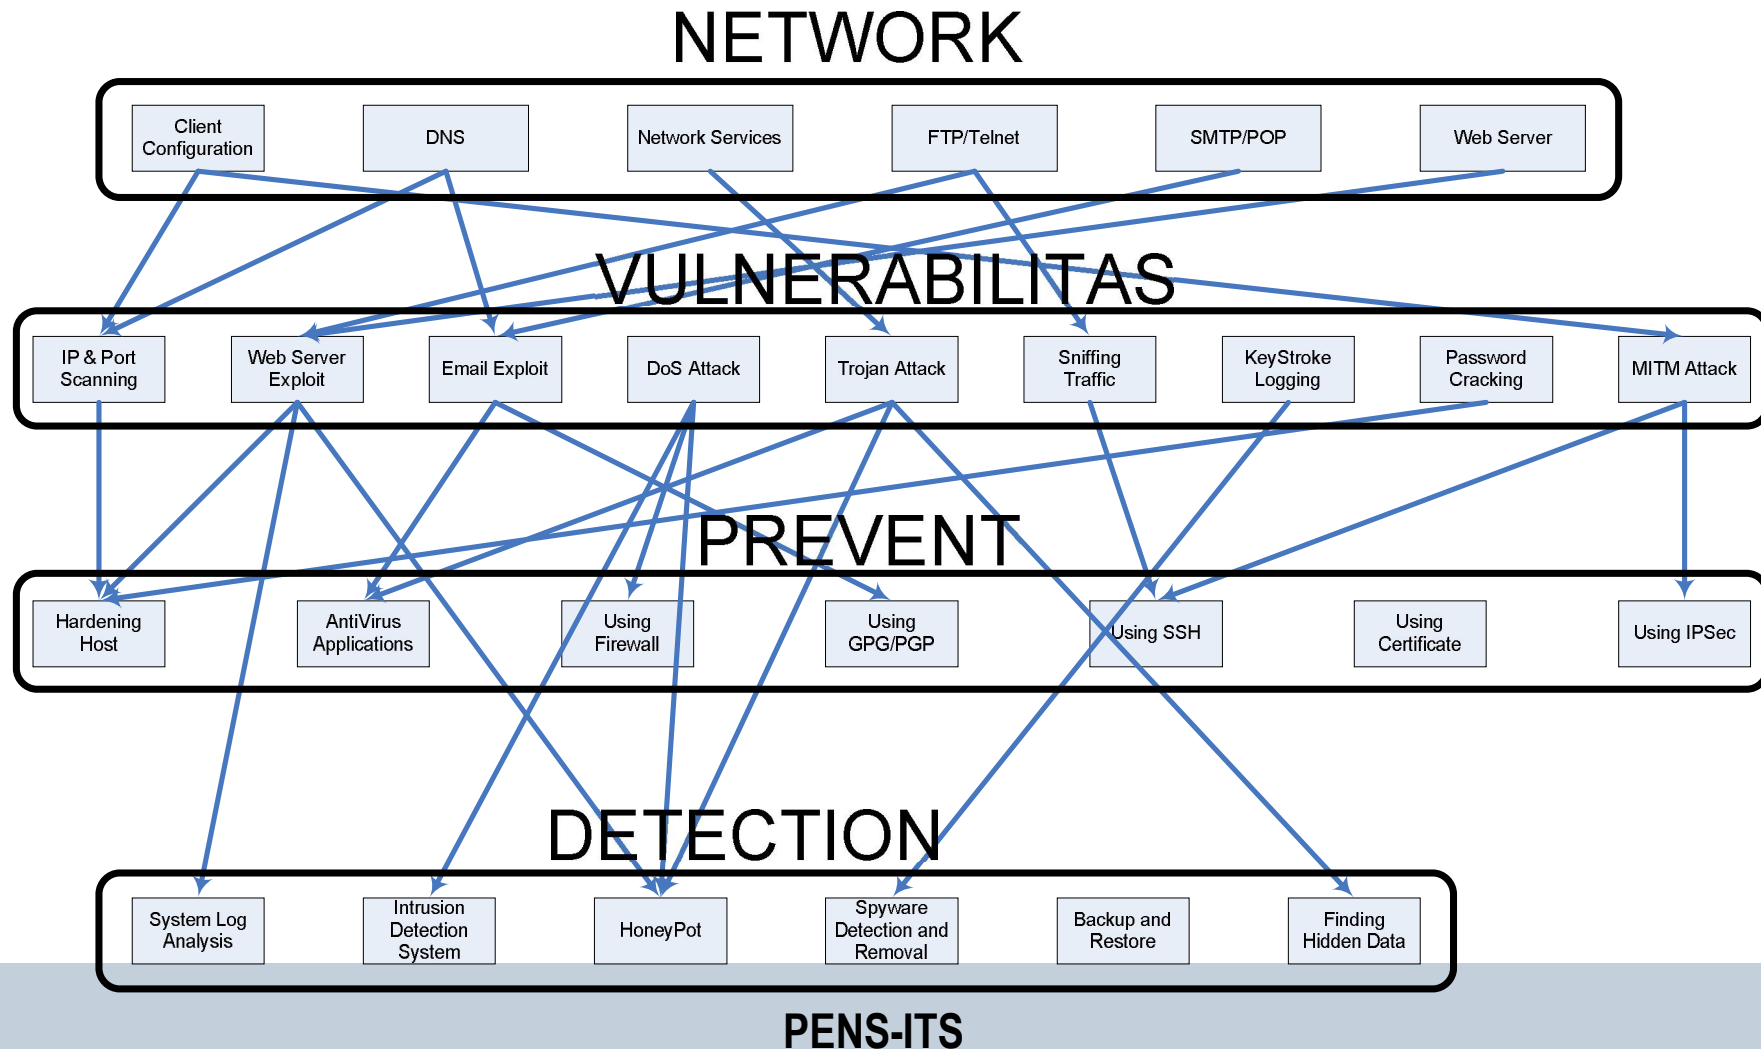 NETWORK
Client
Configuration
DNS
Network Services
FTP/Telnet
SMTP/POP
Web Server
VULNERABILITAS
IP & Port
Scanning
Web Server
Exploit
Email Exploit
DoS Attack
Trojan Attack
Sniffing
Traffic
KeyStroke
Logging
Password
Cracking
MITM Attack
PREVENT
Hardening
Host
AntiVirus
Applications
Using
Firewall
Using
GPG/PGP
Using SSH
Using
Certificate
Using IPSec
DETECTION
System Log
Analysis
Intrusion
Detection
System
HoneyPot
Spyware
Detection and
Removal
Backup and
Restore
Finding
Hidden Data
PENS-ITS